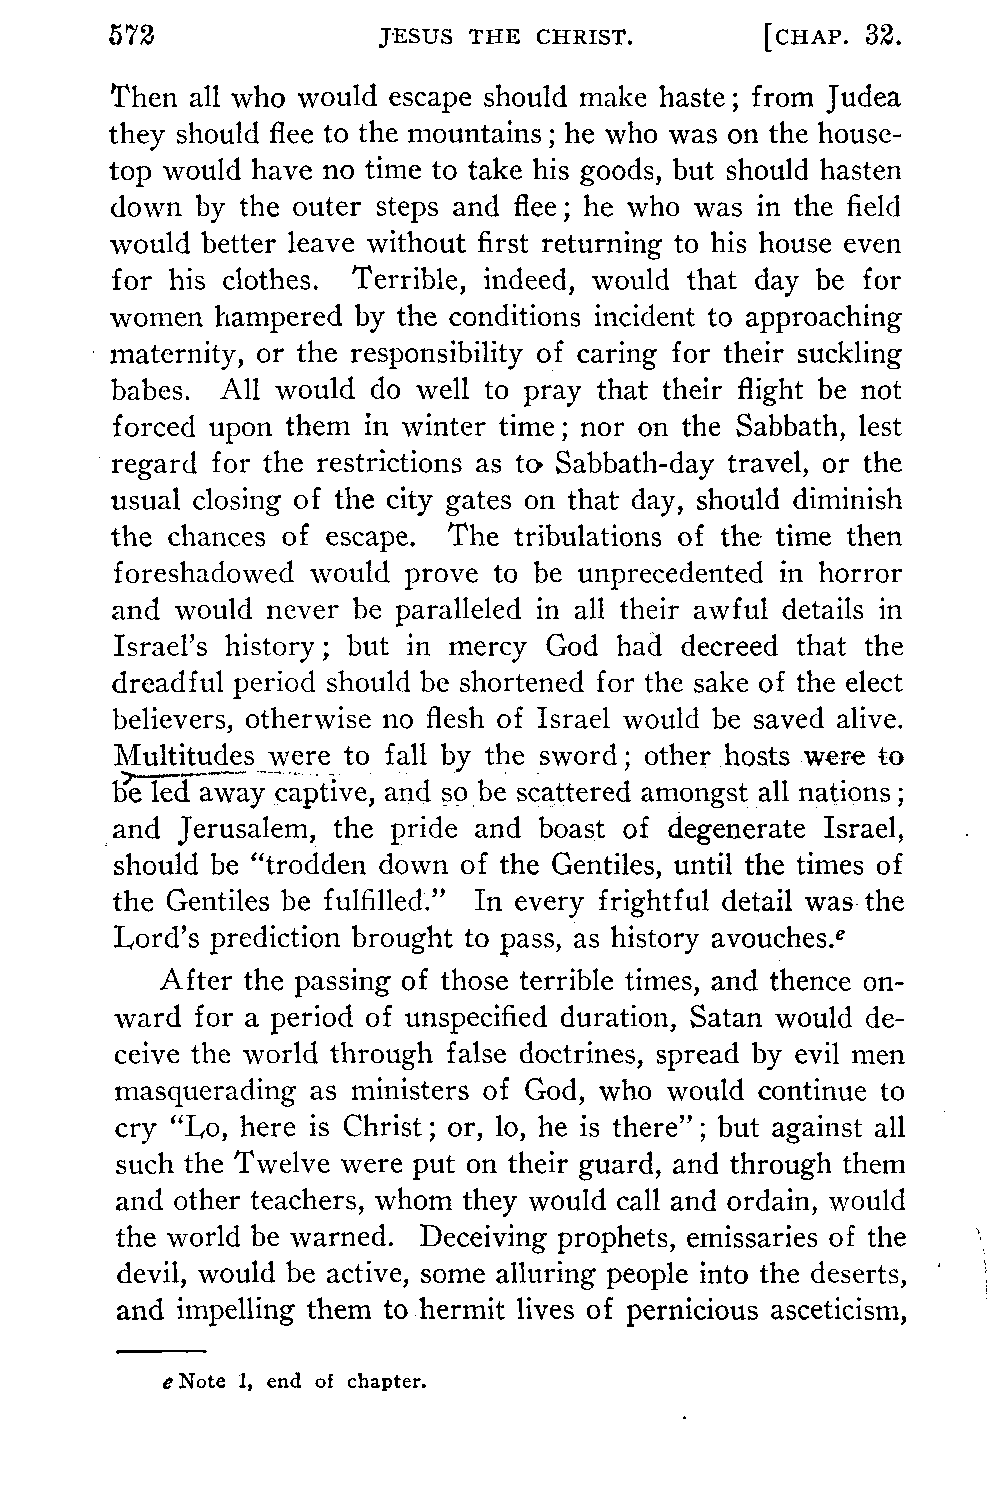 572 JESUS THE CHRIST. [CHAP. 32.
Then all who would escape should make haste; from Judea
they should flee to the mountains; he who was on the house-
top would have no time to take his goods, but should hasten
down by the outer steps and flee; he who was in the field
would better leave without first returning to his house even
for his clothes. Terrible, indeed, would that day be for
women hampered by the conditions incident to approaching
maternity, or the responsibility of caring for their suckling
babes. All would do well to pray that their flight be not
forced upon them in winter time; nor on the Sabbath, lest
regard for the restrictions as to Sabbath-day travel, or the
usual closing of the city gates on that day, should diminish
the chances of escape. The tribulations of the time then
foreshadowed would prove to be unprecedented in horror
and would never be paralleled in all their awful details in
Israel's history; but in mercy God had decreed that the
dreadful period should be shortened for the sake of the elect
believers, otherwise no flesh of Israel would be saved alive.
Multitudes were to fall by the sword; other hosts were to
be led away captive, and so be scattered amongst all nations;
and Jerusalem, the pride and boast of degenerate Israel,
should be "trodden down of the Gentiles, until the times of
the Gentiles be fulfilled." In every frightful detail was the
Lord's prediction brought to pass, as history avouches.e
After the passing of those terrible times, and thence on-
ward for a period of unspecified duration, Satan would de-
ceive the world through false doctrines, spread by evil men
masquerading as ministers of God, who would continue to
cry "Lo, here is Christ; or, lo, he is there"; but against all
such the Twelve were put on their guard, and through them
and other teachers, whom they would call and ordain, would
the world be warned. Deceiving prophets, emissaries of the
devil, would be active, some alluring people into the deserts,
and impelling them to hermit lives of pernicious asceticism,
e Note 1, end of chapter.